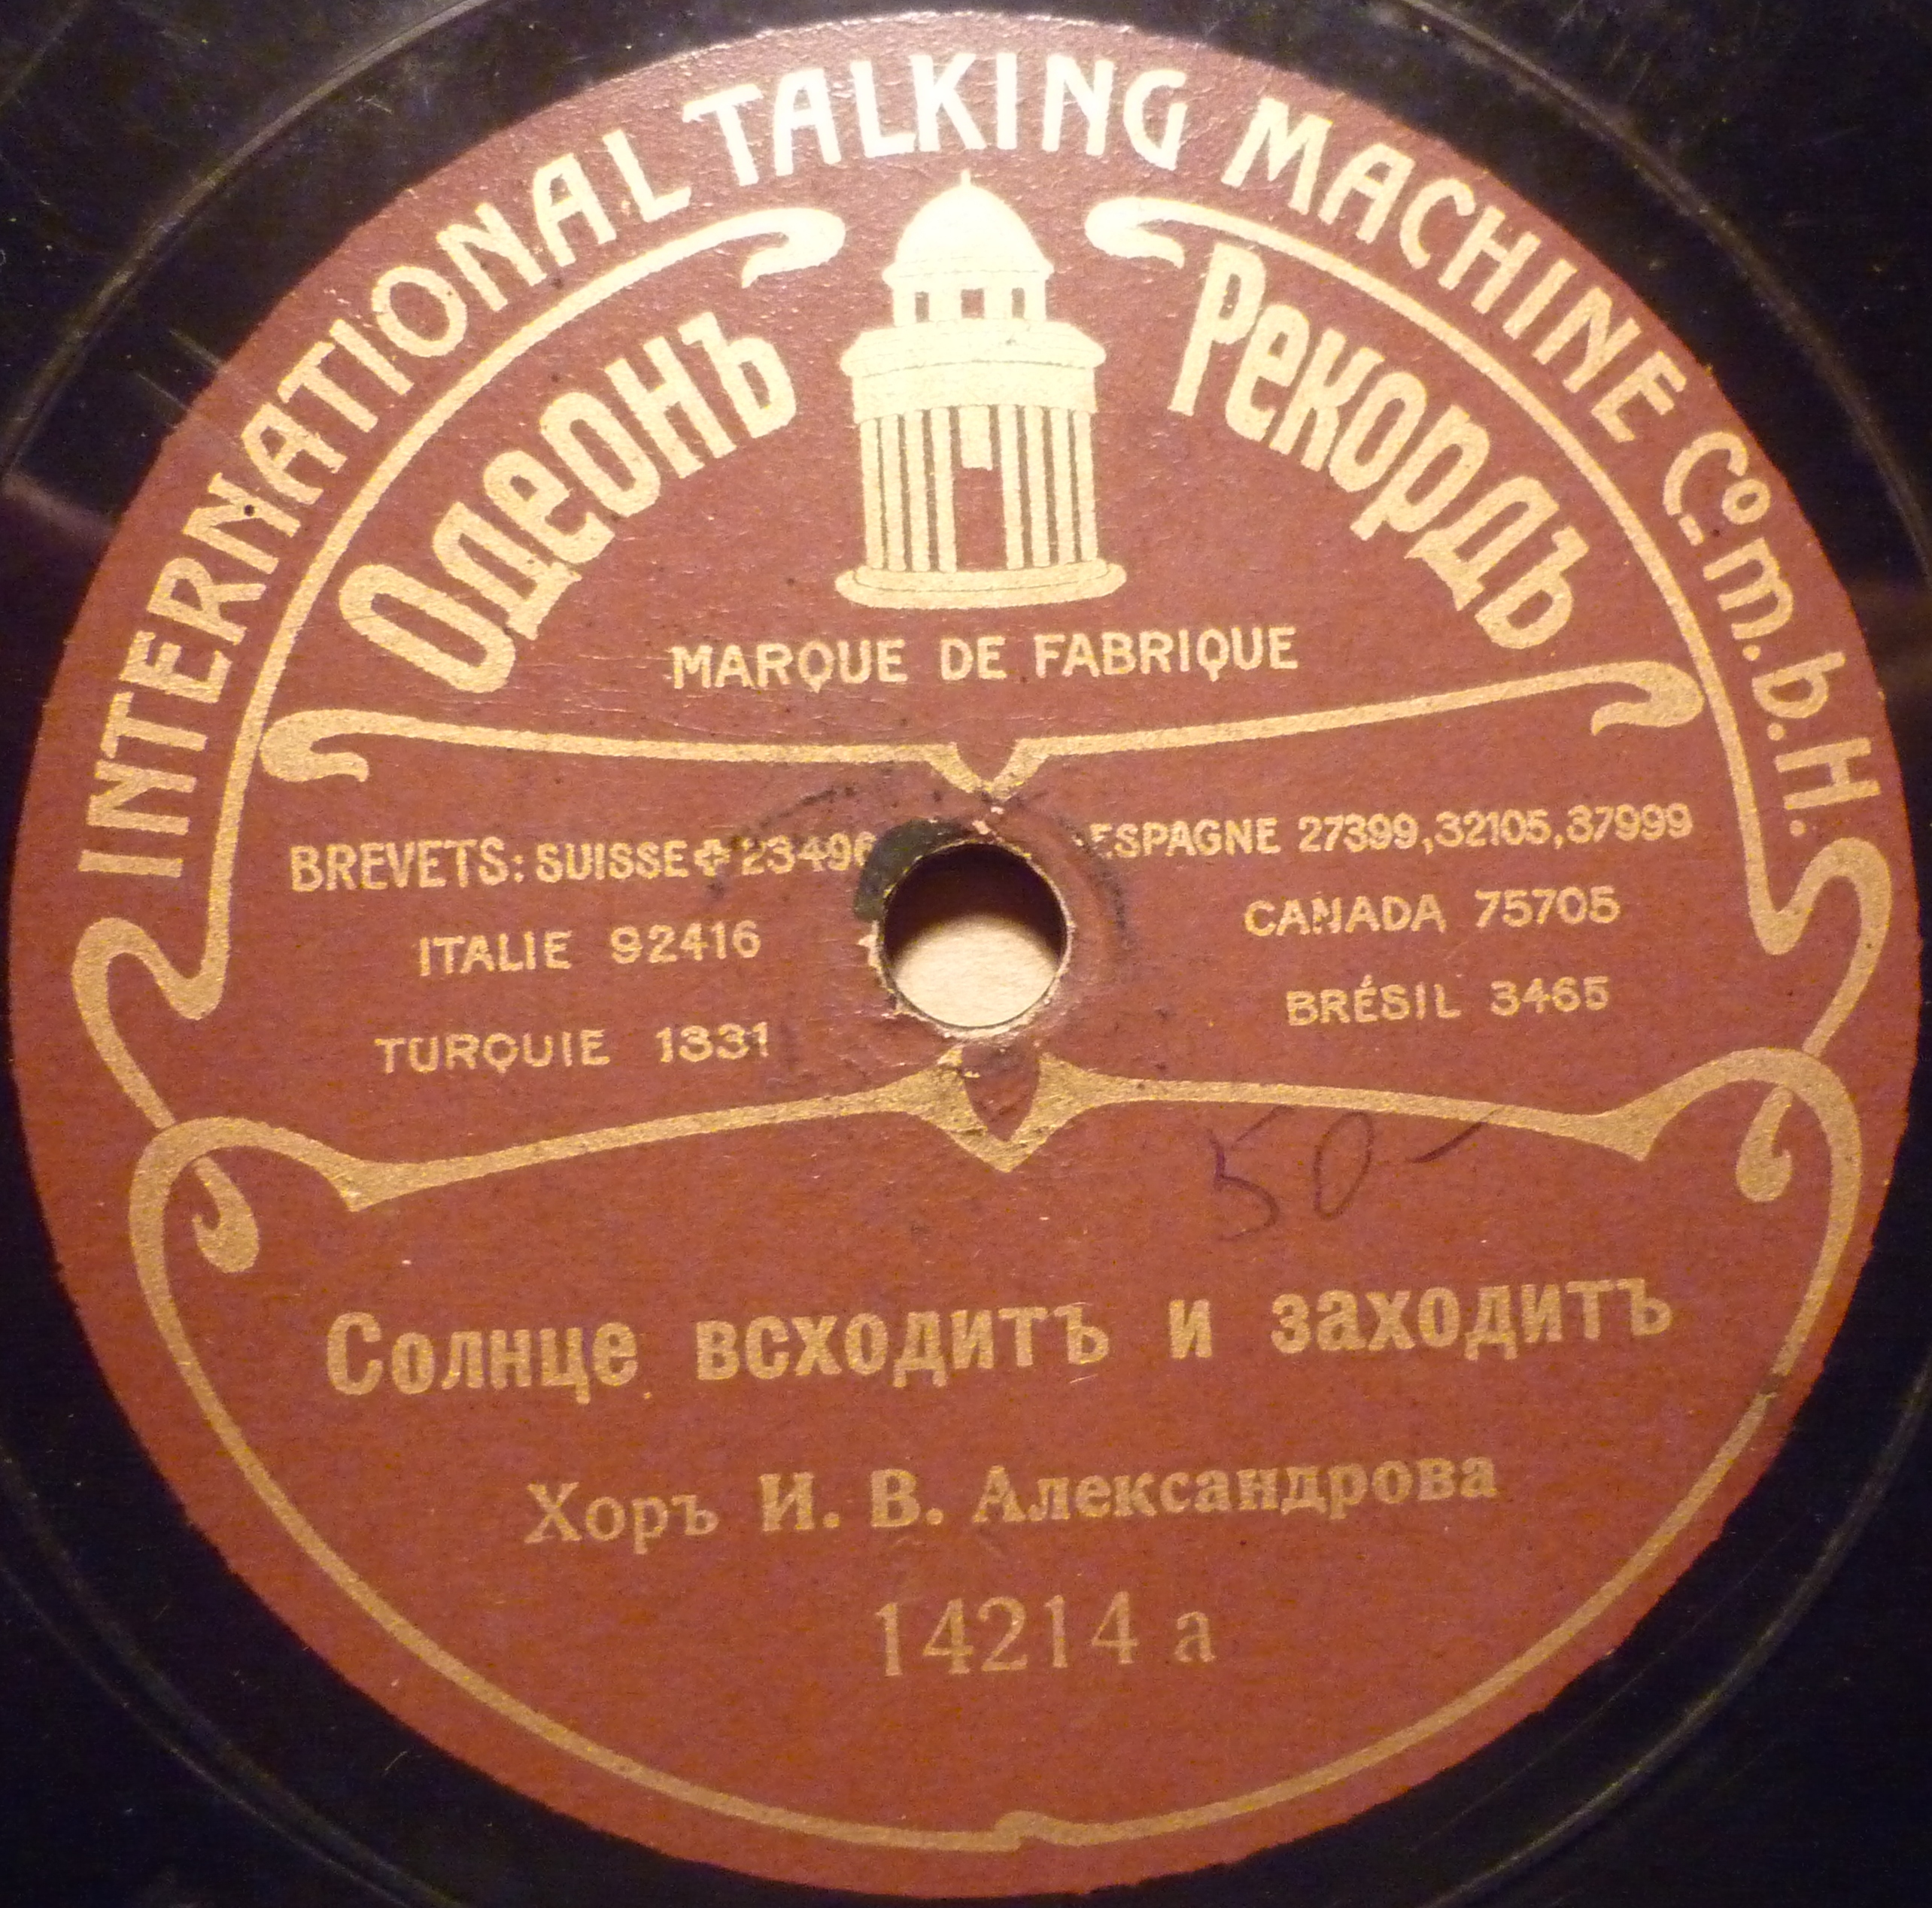 INTERNATIONAL TALKING MACHINE Co. m.b.H.
Одеонъ Рекордъ
MARQUE DE FABRIQUE
BREVETS: SUISSE ✚ 23496 ESPAGNE 27399,32105,37999
ITALIE 92416 CANADA 75705
TURQUIE 1331 BRÉSIL 3465
50-
Солнце всходитъ и заходитъ
Хоръ И. В. Александрова
14214 a